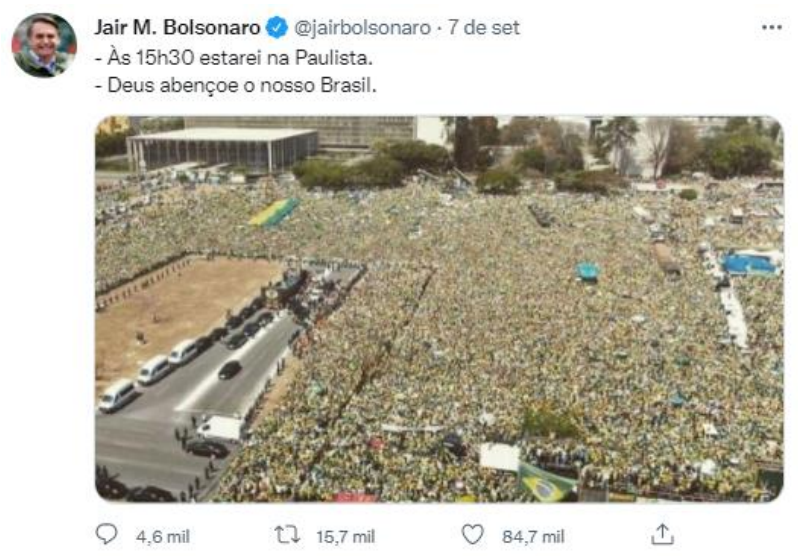 Jair M. Bolsonaro @jairbolsonaro · 7 de set
- Às 15h30 estarei na Paulista.
- Deus abençoe o nosso Brasil.
4,6 mil 15,7 mil 84,7 mil